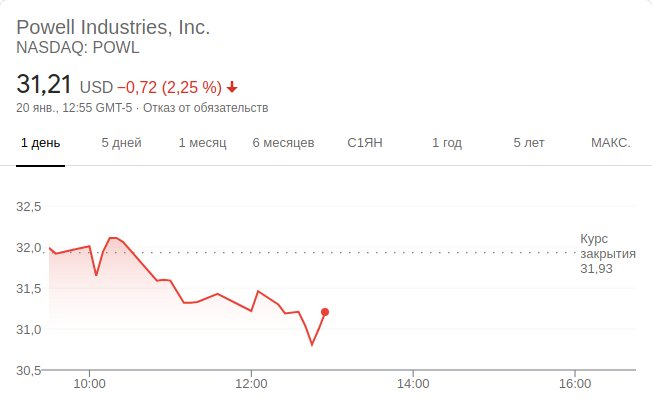 Powell Industries, Inc.
NASDAQ: POWL
31,21 USD −0,72 (2,25 %)
20 янв., 12:55 GMT-5 · Отказ от обязательств
1 день 5 дней 1 месяц 6 месяцев С1ЯН 1 год 5 лет МАКС.
32,5
32,0
31,5
31,0
30,5
Курс
закрытия
31,93
10:00 12:00 14:00 16:00